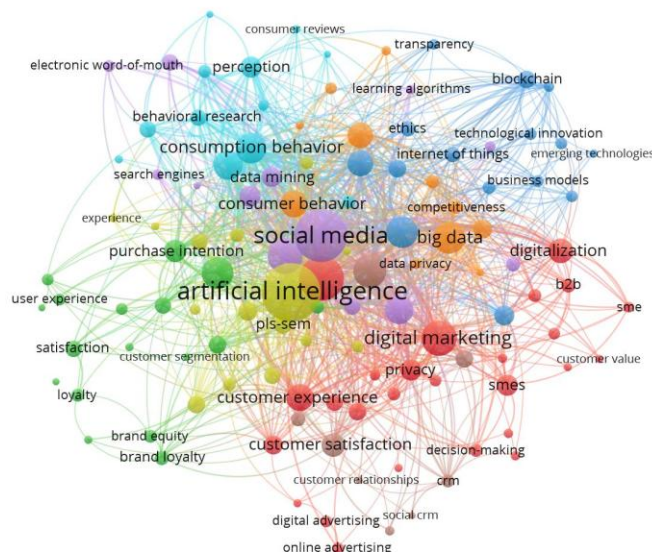 consumer reviews
transparency
electronic word-of-mouth
perception
blockchain
learning algorithms
behavioral research
ethics
technological innovation
consumption behavior
internet of things
emerging technologies
search engines
data mining
business models
experience
consumer behavior
competitiveness
social media
big data
purchase intention
data privacy
digitalization
user experience
artificial intelligence
b2b
sme
pls-sem
satisfaction
customer segmentation
digital marketing
customer value
loyalty
privacy
smes
customer experience
brand equity
brand loyalty
customer satisfaction
decision-making
customer relationships
crm
social crm
digital advertising
online advertising